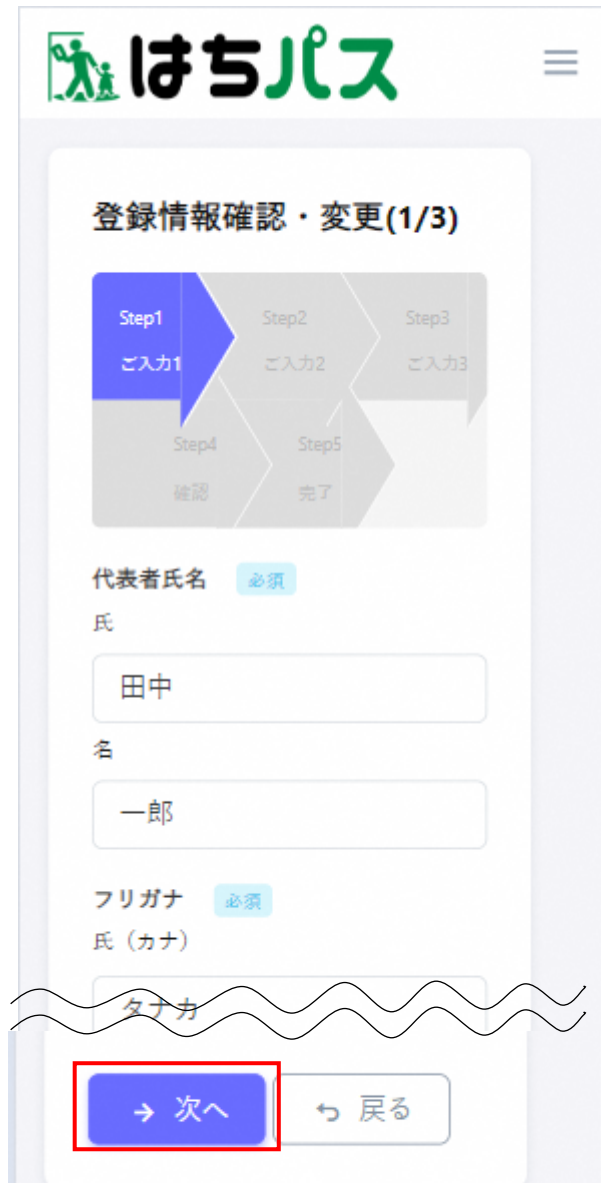 はちパス
登録情報確認・変更(1/3)
Step1 Step2 Step3
ご入力1 ご入力2 ご入力3
Step4 Step5
確認 完了
代表者氏名 必須
氏
田中
名
一郎
フリガナ 必須
氏（カナ）
タナカ
次へ 戻る